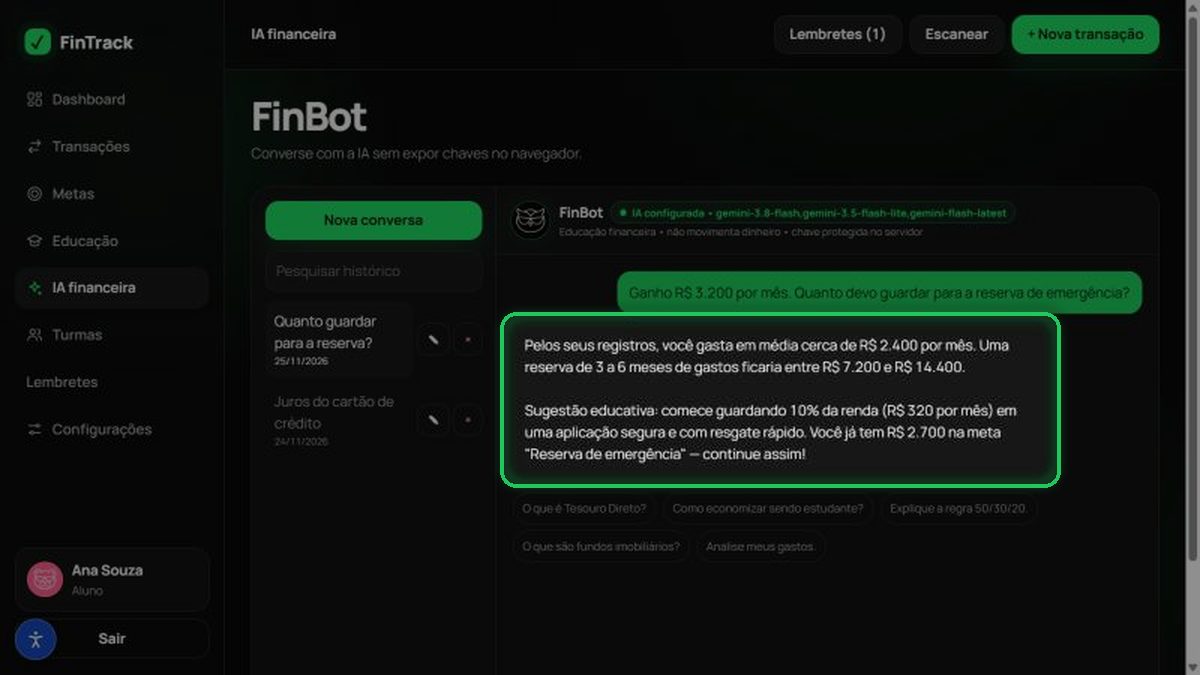 FinTrack
Dashboard
Transações
Metas
Educação
IA financeira
Turmas
Lembretes
Configurações
Ana Souza
Aluno
Sair
IA financeira
Lembretes (1)
Escanear
+ Nova transação
FinBot
Converse com a IA sem expor chaves no navegador.
Nova conversa
Pesquisar histórico
Quanto guardar
para a reserva?
25/11/2026
Juros do cartão de
crédito
24/11/2026
FinBot
IA configurada • gemini-3.8-flash,gemini-3.5-flash-lite,gemini-flash-latest
Educação financeira • não movimenta dinheiro • chave protegida no servidor
Ganho R$ 3.200 por mês. Quanto devo guardar para a reserva de emergência?
Pelos seus registros, você gasta em média cerca de R$ 2.400 por mês. Uma
reserva de 3 a 6 meses de gastos ficaria entre R$ 7.200 e R$ 14.400.
Sugestão educativa: comece guardando 10% da renda (R$ 320 por mês) em
uma aplicação segura e com resgate rápido. Você já tem R$ 2.700 na meta
"Reserva de emergência" — continue assim!
O que é Tesouro Direto?
Como economizar sendo estudante?
Explique a regra 50/30/20.
O que são fundos imobiliários?
Analise meus gastos.